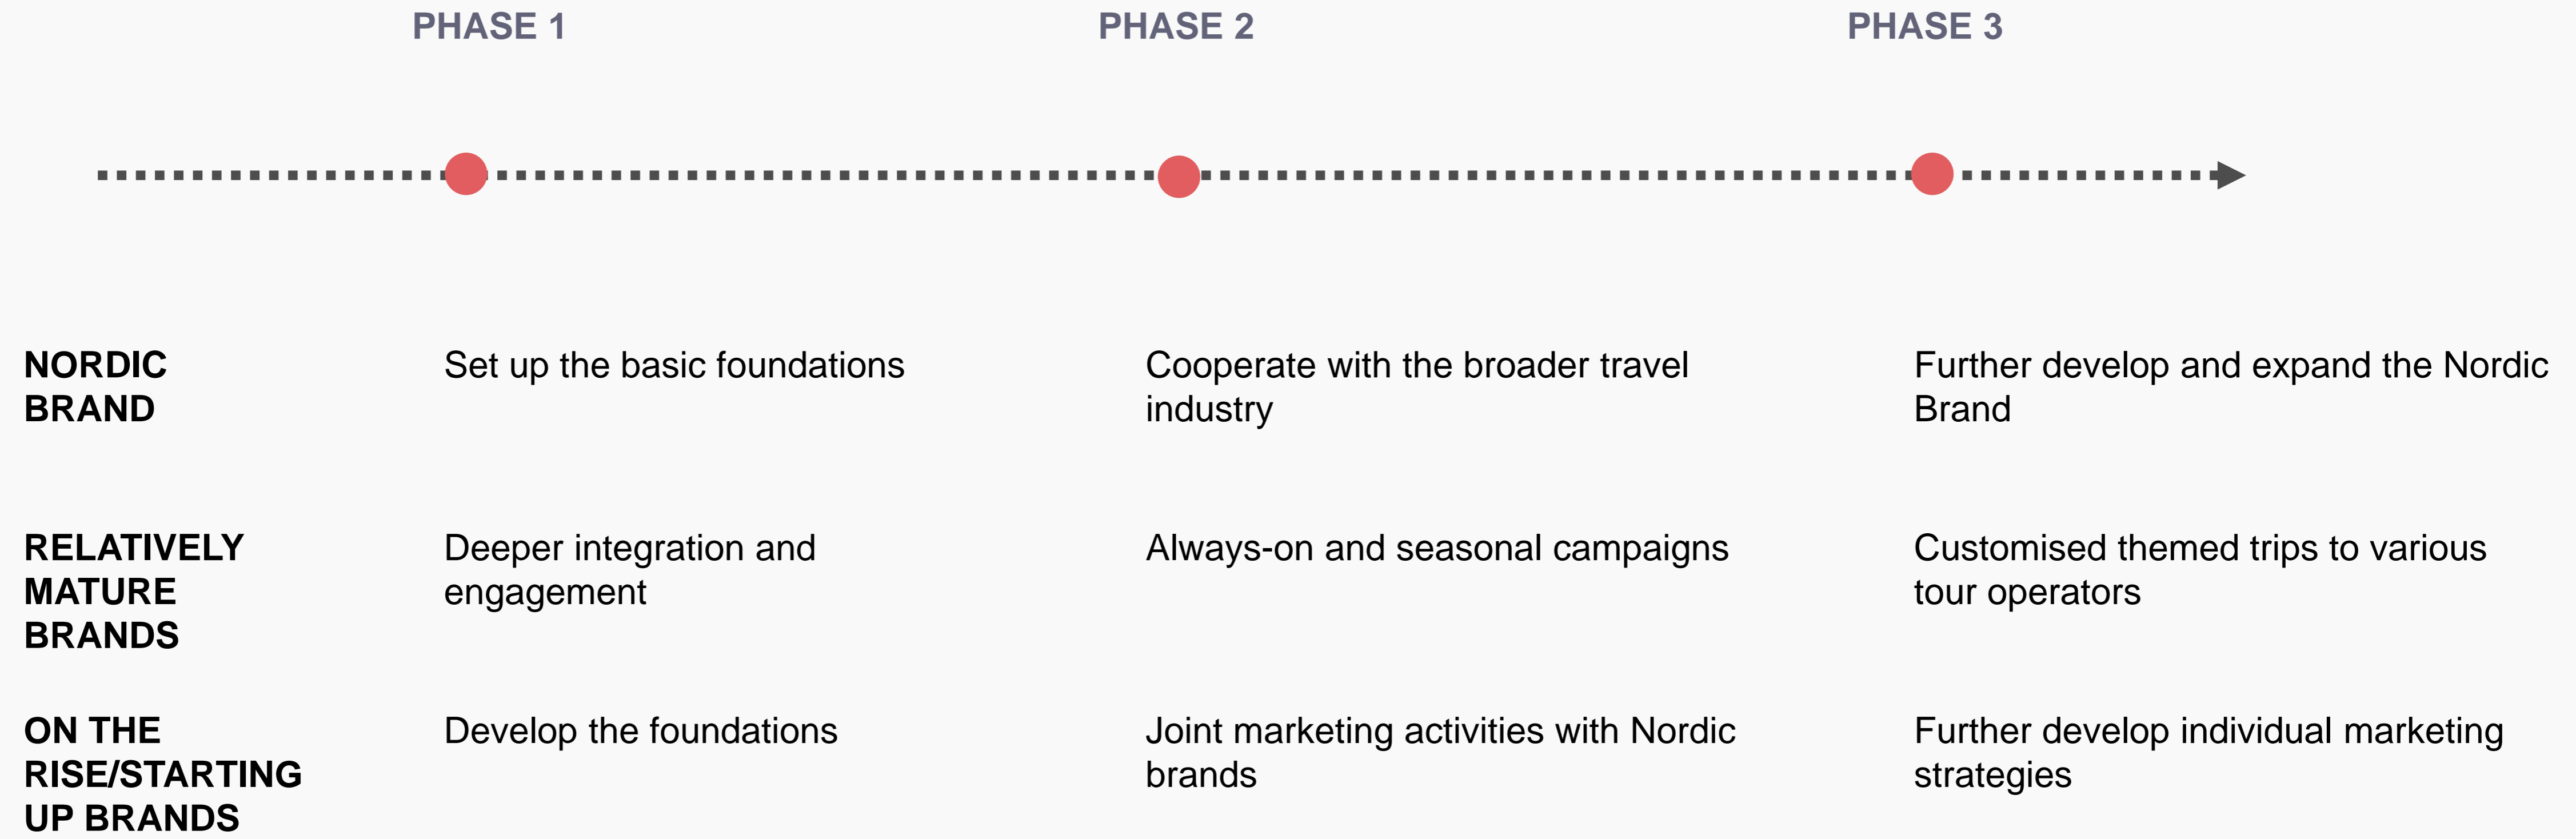 PHASE 1
PHASE 2
PHASE 3
NORDIC
BRAND
Set up the basic foundations
Cooperate with the broader travel
industry
Further develop and expand the Nordic
Brand
RELATIVELY
MATURE
BRANDS
Deeper integration and
engagement
Always-on and seasonal campaigns
Customised themed trips to various
tour operators
ON THE
RISE/STARTING
UP BRANDS
Develop the foundations
Joint marketing activities with Nordic
brands
Further develop individual marketing
strategies